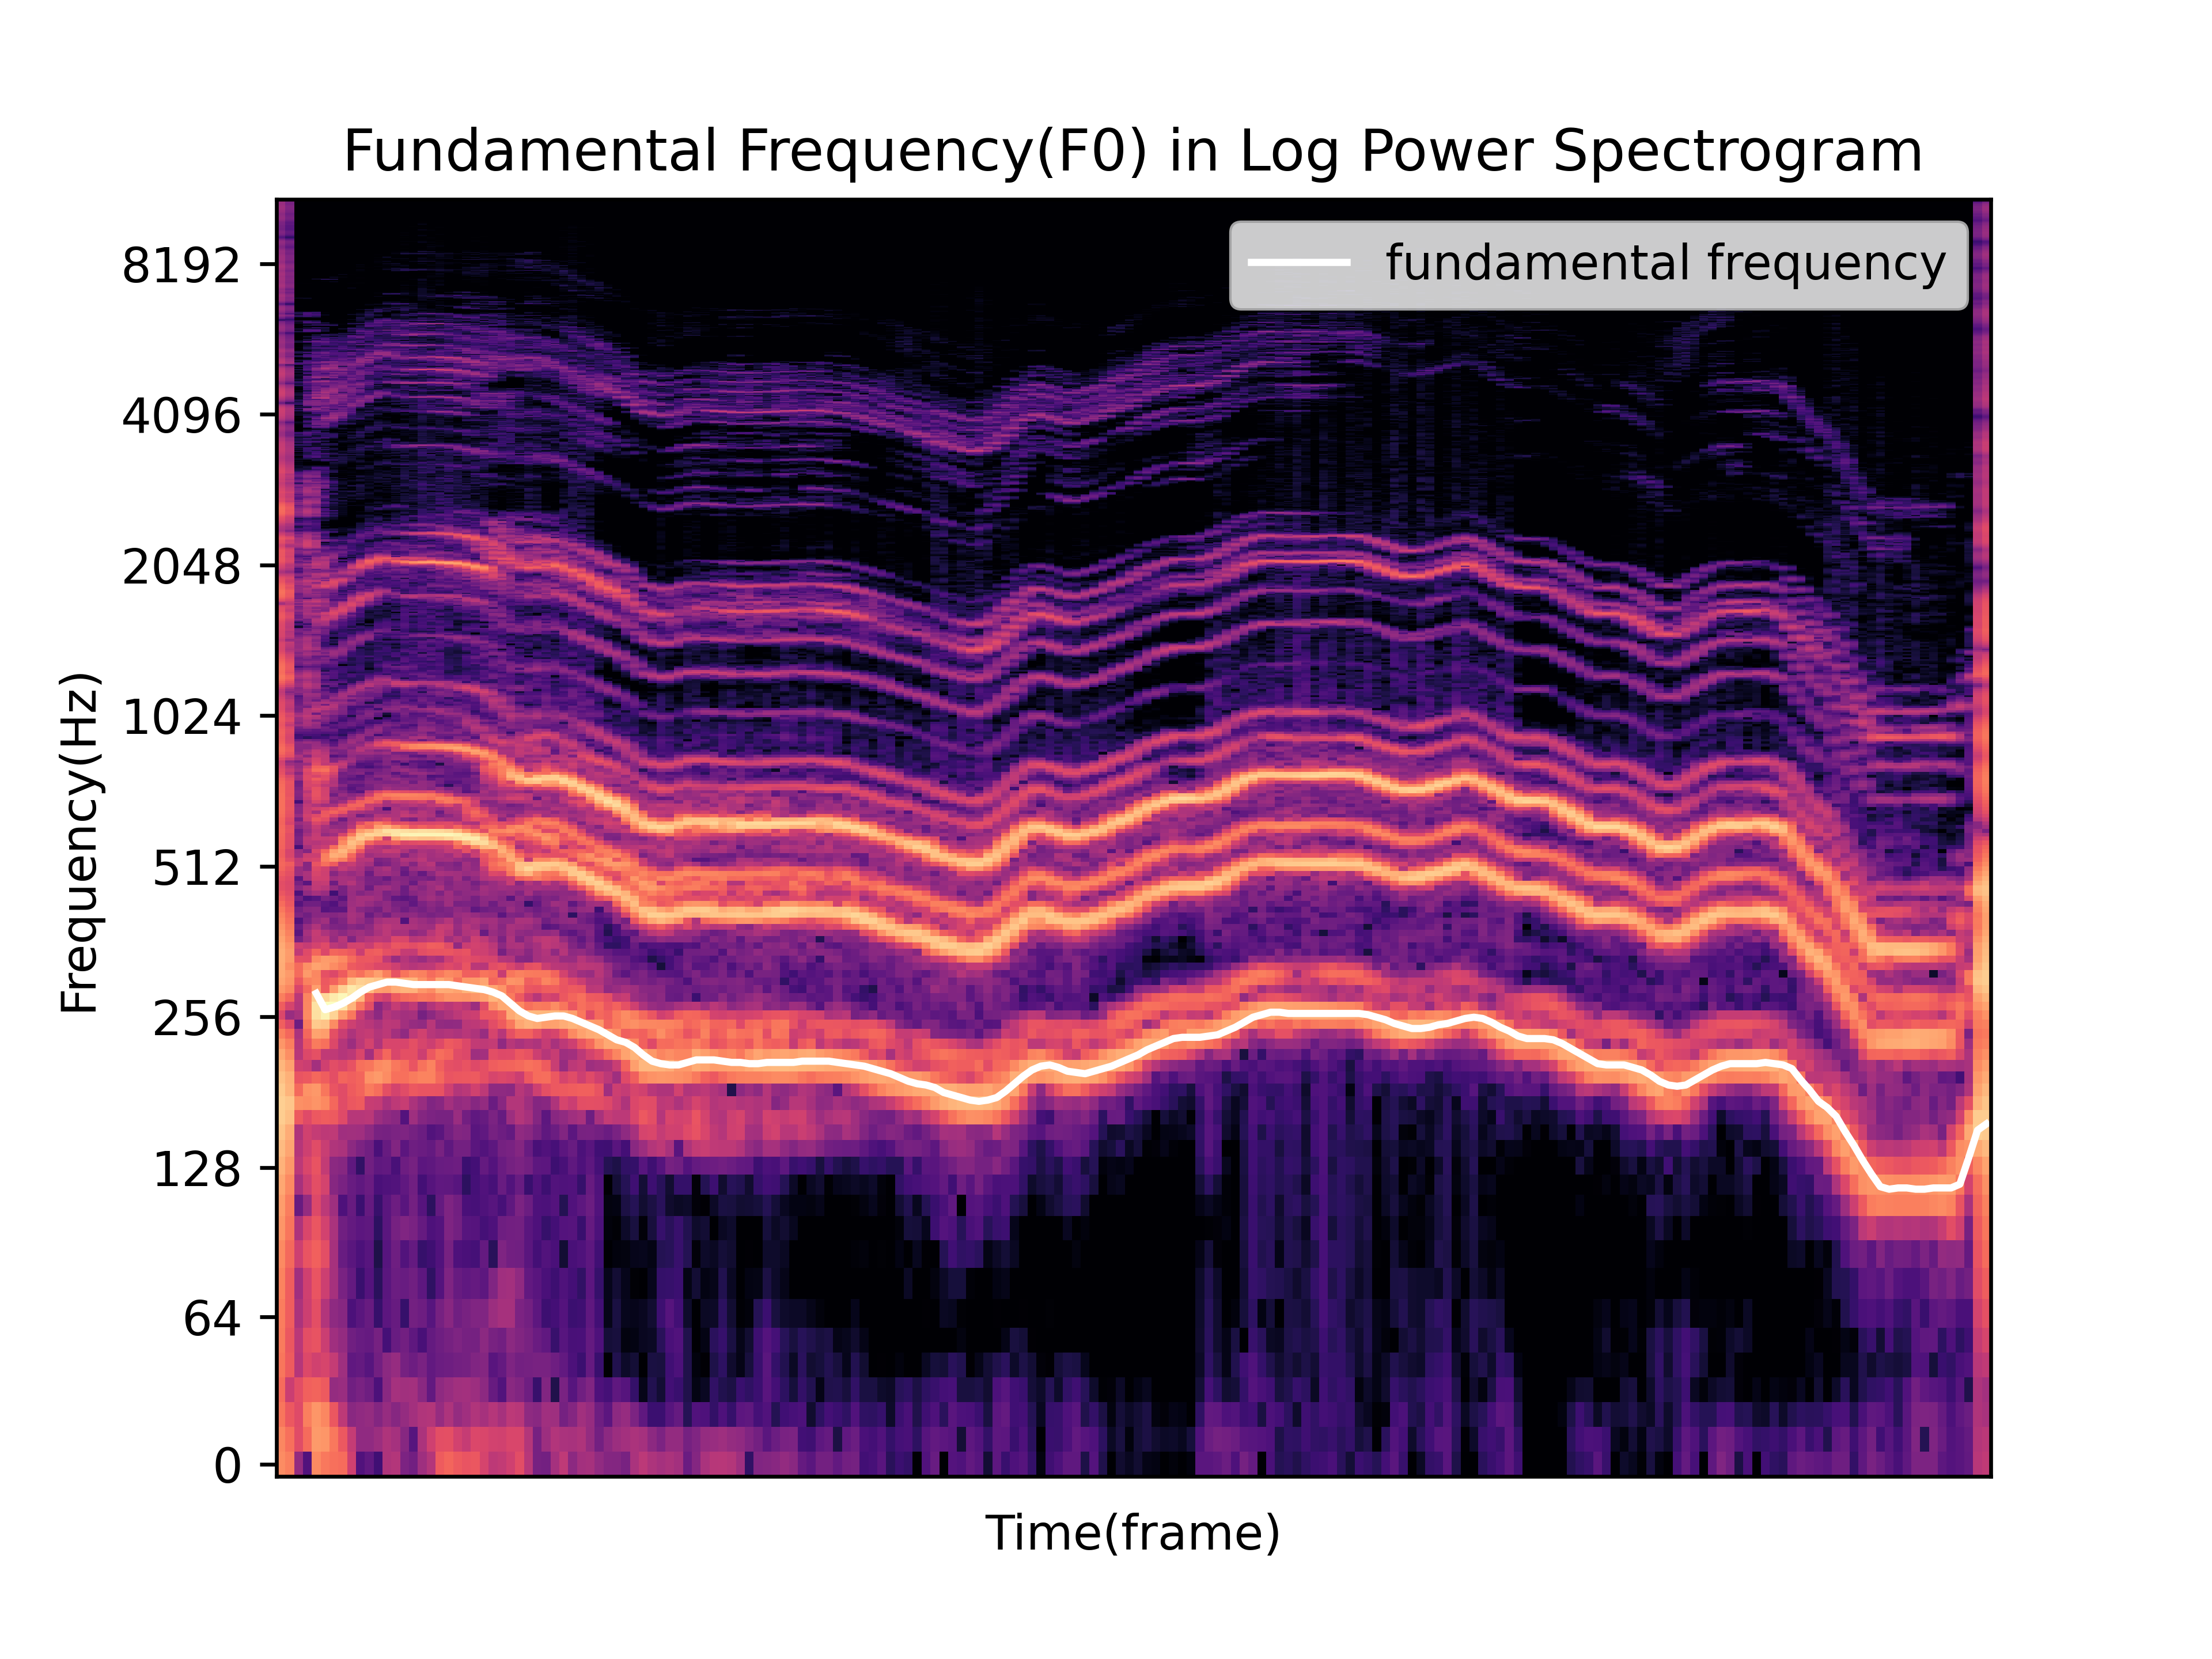 Fundamental Frequency(F0) in Log Power Spectrogram
fundamental frequency
8192
4096
2048
1024
512
256
128
64
0
Frequency(Hz)
Time(frame)